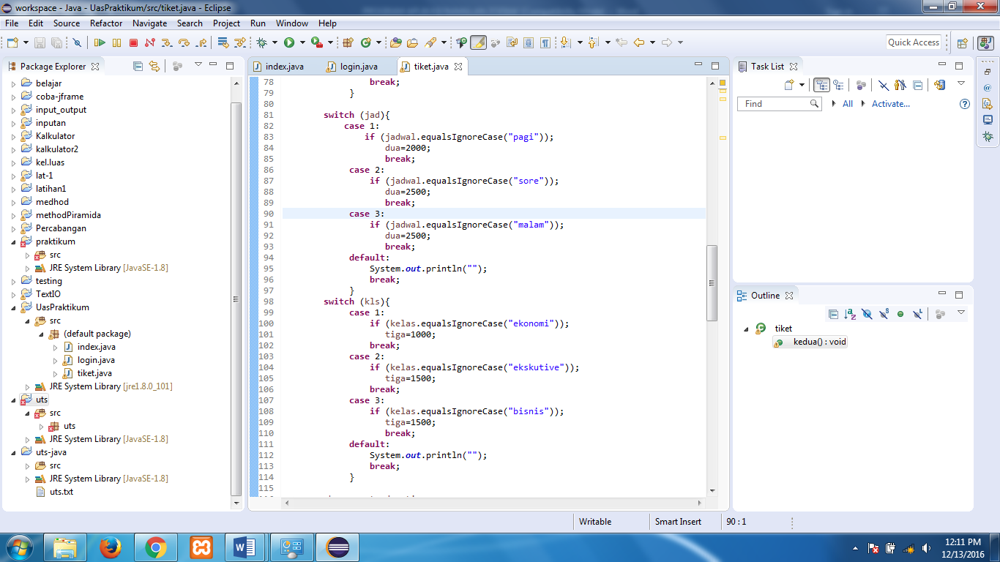 workspace - Java - UasPraktikum/src/tiket.java - Eclipse
File Edit Source Refactor Navigate Search Project Run Window Help
Quick Access
Package Explorer
belajar
coba-jframe
input_output
inputan
Kalkulator
kalkulator2
kel.luas
lat-1
latihan1
medhod
methodPiramida
Percabangan
praktikum
src
JRE System Library [JavaSE-1.8]
testing
TextIO
UasPraktikum
src
(default package)
index.java
login.java
tiket.java
JRE System Library [jre1.8.0_101]
uts
src
uts
JRE System Library [JavaSE-1.8]
uts-java
src
JRE System Library [JavaSE-1.8]
uts.txt
index.java login.java tiket.java
78 break;
79 }
80
81 switch (jad){
82 case 1:
83 if (jadwal.equalsIgnoreCase("pagi"));
84 dua=2000;
85 break;
86 case 2:
87 if (jadwal.equalsIgnoreCase("sore"));
88 dua=2500;
89 break;
90 case 3:
91 if (jadwal.equalsIgnoreCase("malam"));
92 dua=2500;
93 break;
94 default:
95 System.out.println("");
96 break;
97 }
98 switch (kls){
99 case 1:
100 if (kelas.equalsIgnoreCase("ekonomi"));
101 tiga=1000;
102 break;
103 case 2:
104 if (kelas.equalsIgnoreCase("ekskutive"));
105 tiga=1500;
106 break;
107 case 3:
108 if (kelas.equalsIgnoreCase("bisnis"));
109 tiga=1500;
110 break;
111 default:
112 System.out.println("");
113 break;
114 }
115
Task List
Find All Activate...
Outline
tiket
kedua() : void
Writable Smart Insert 90 : 1
12:11 PM
12/13/2016